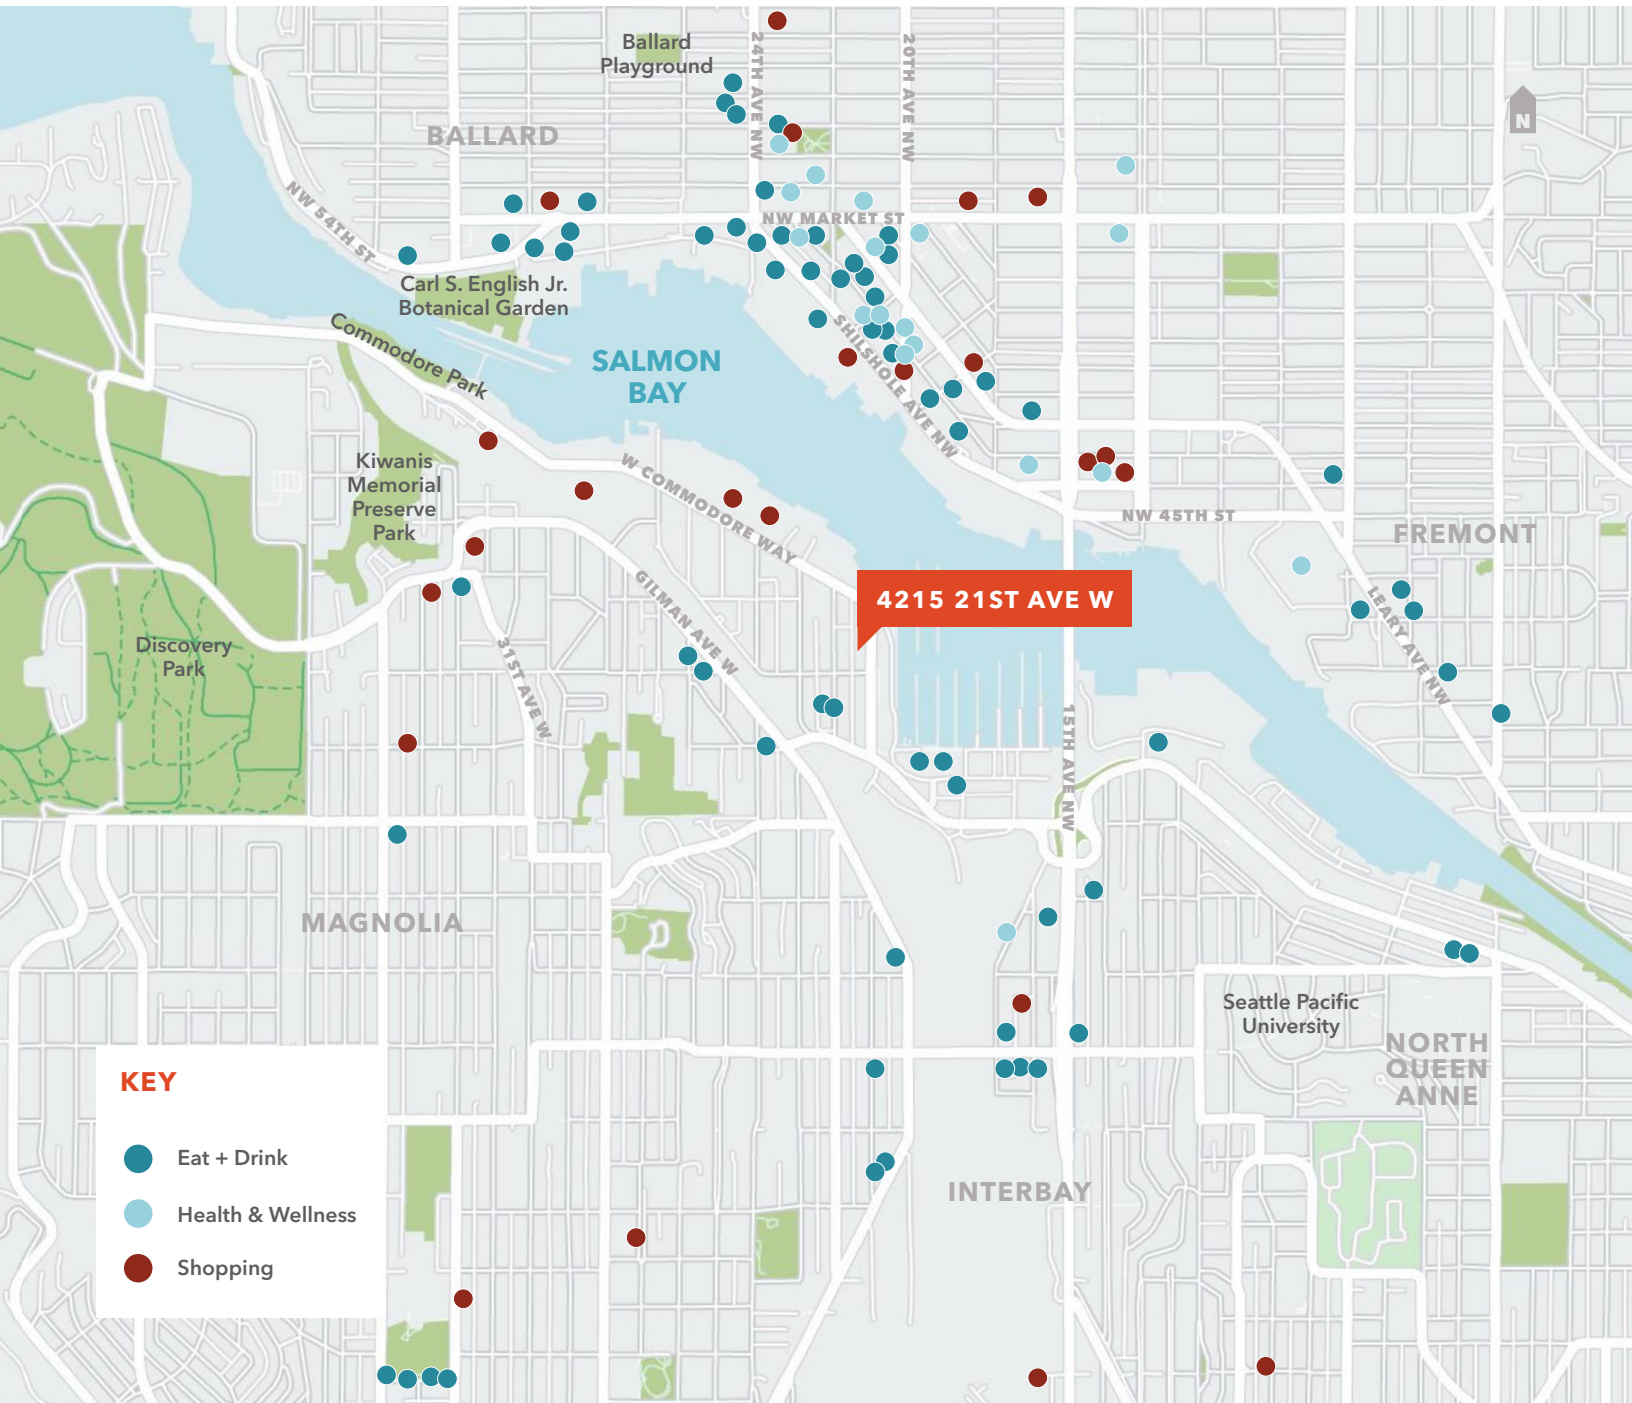 Ballard
Playground
24TH AVE NW
20TH AVE NW
N
BALLARD
NW 54TH ST
NW MARKET ST
Carl S. English Jr.
Botanical Garden
Commodore Park
SALMON
BAY
SHILSHOLE AVE NW
Kiwanis
Memorial
Preserve
Park
W COMMODORE WAY
NW 45TH ST
FREMONT
4215 21ST AVE W
GILMAN AVE W
LEARY AVE NW
Discovery
Park
31ST AVE W
15TH AVE NW
MAGNOLIA
Seattle Pacific
University
NORTH
QUEEN
ANNE
KEY
Eat + Drink
Health & Wellness
Shopping
INTERBAY